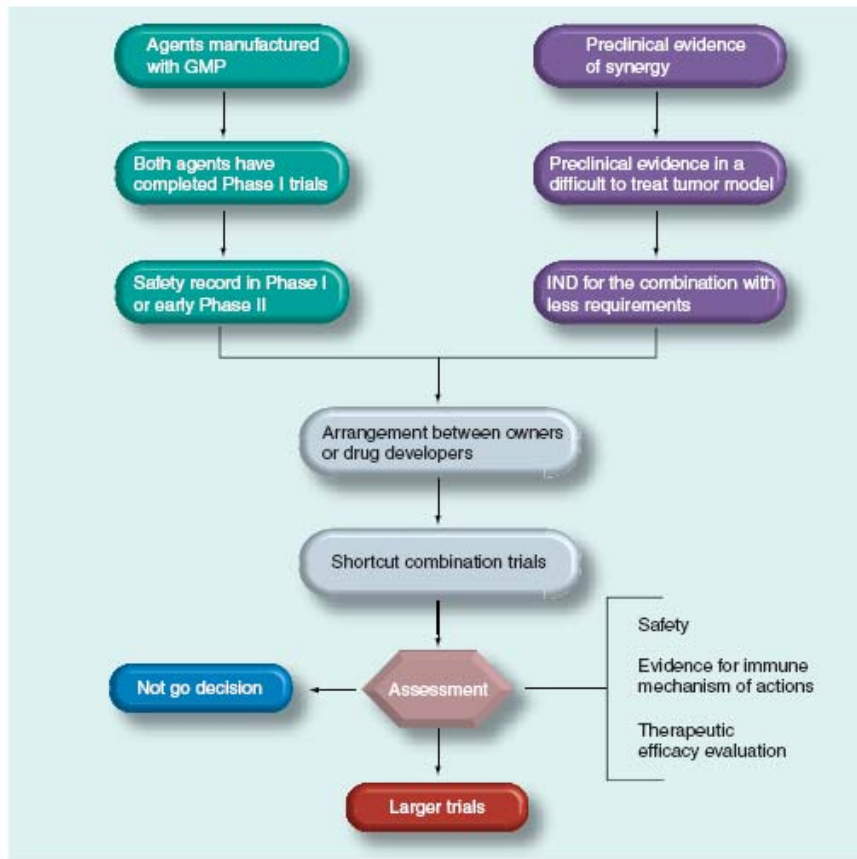 Agents manufactured
with GMP
Preclinical evidence
of synergy
Both agents have
completed Phase I trials
Preclinical evidence in a
difficult to treat tumor model
Safety record in Phase I
or early Phase II
IND for the combination with
less requirements
Arrangement between owners
or drug developers
Shortcut combination trials
Safety
Evidence for immune
mechanism of actions
Therapeutic
efficacy evaluation
Not go decision
Assessment
Larger trials